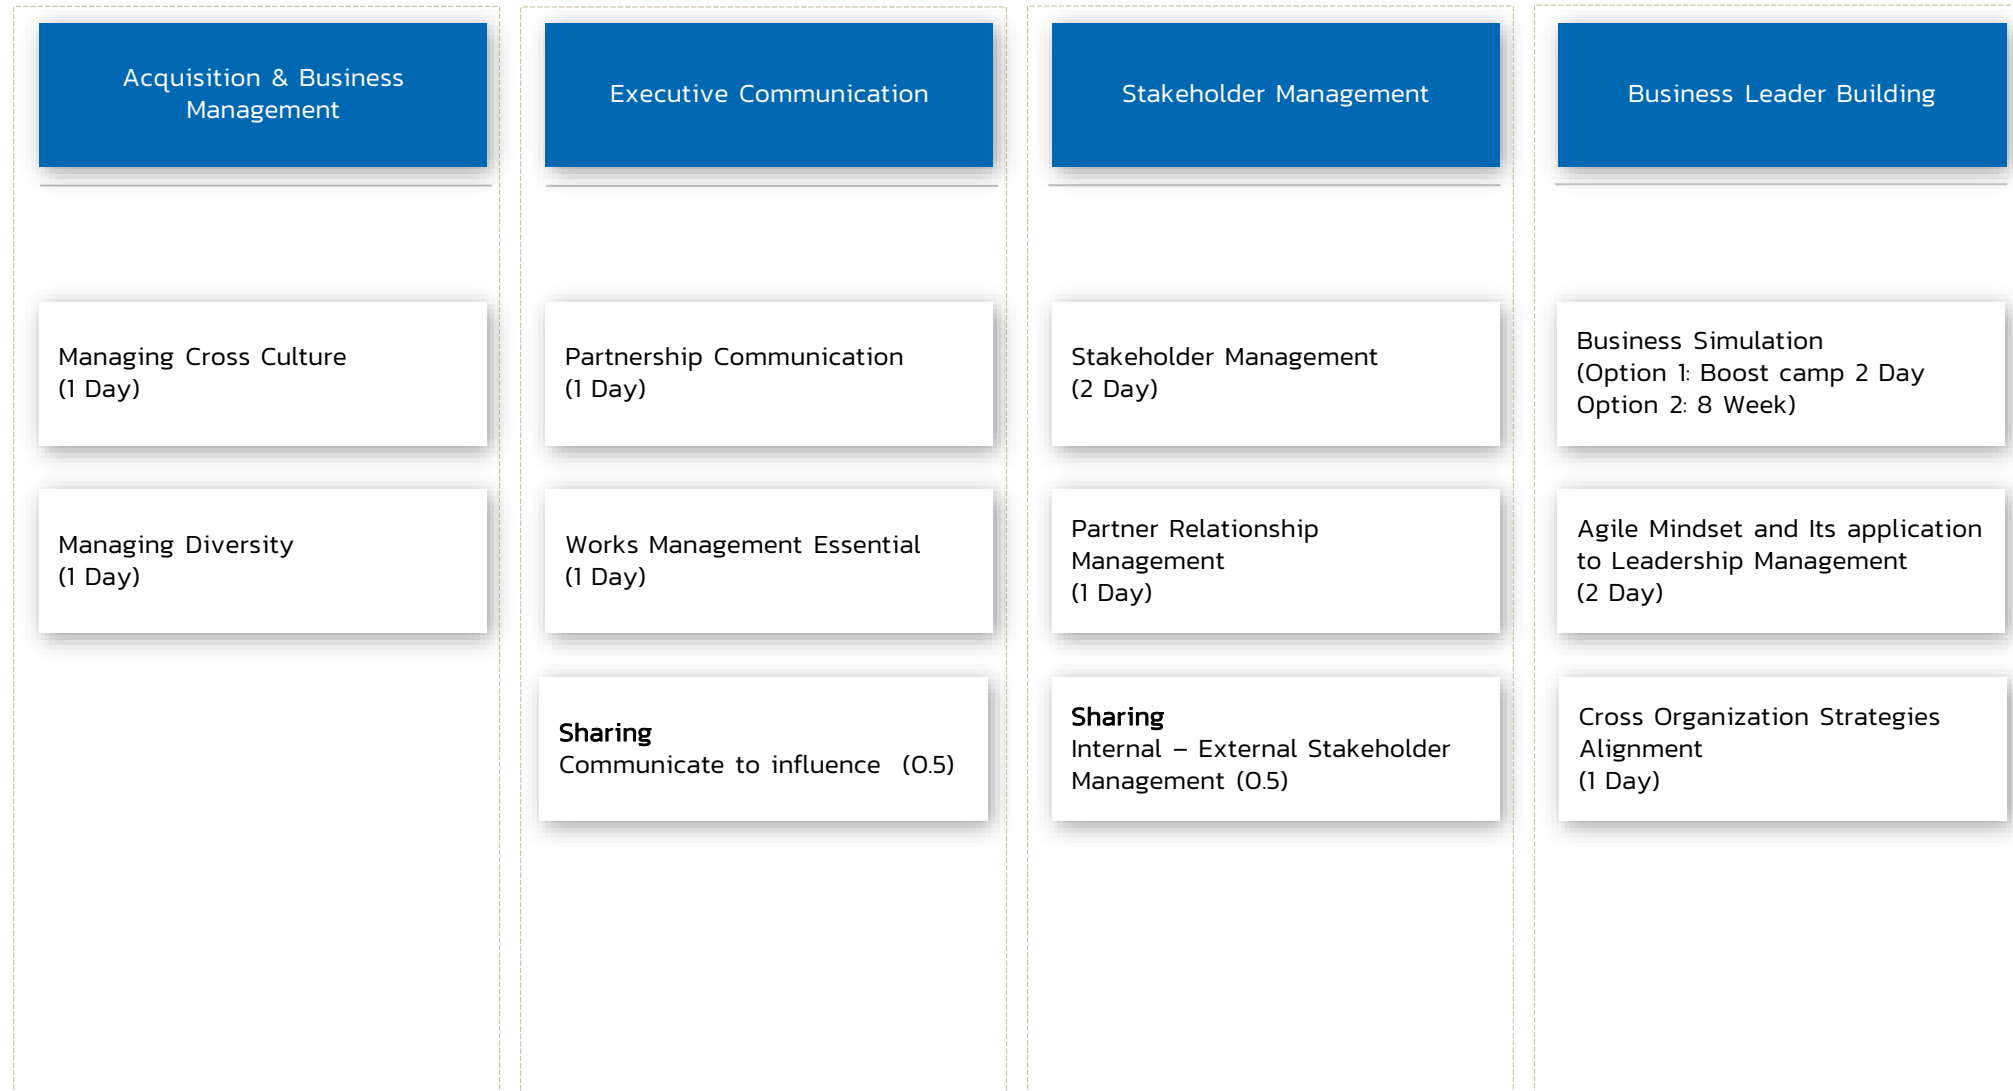 Acquisition & Business
Management
Executive Communication
Stakeholder Management
Business Leader Building
Managing Cross Culture
(1 Day)
Partnership Communication
(1 Day)
Stakeholder Management
(2 Day)
Business Simulation
(Option 1: Boost camp 2 Day
Option 2: 8 Week)
Managing Diversity
(1 Day)
Works Management Essential
(1 Day)
Partner Relationship
Management
(1 Day)
Agile Mindset and Its application
to Leadership Management
(2 Day)
Sharing
Communicate to influence  (0.5)
Sharing
Internal – External Stakeholder
Management (0.5)
Cross Organization Strategies
Alignment
(1 Day)